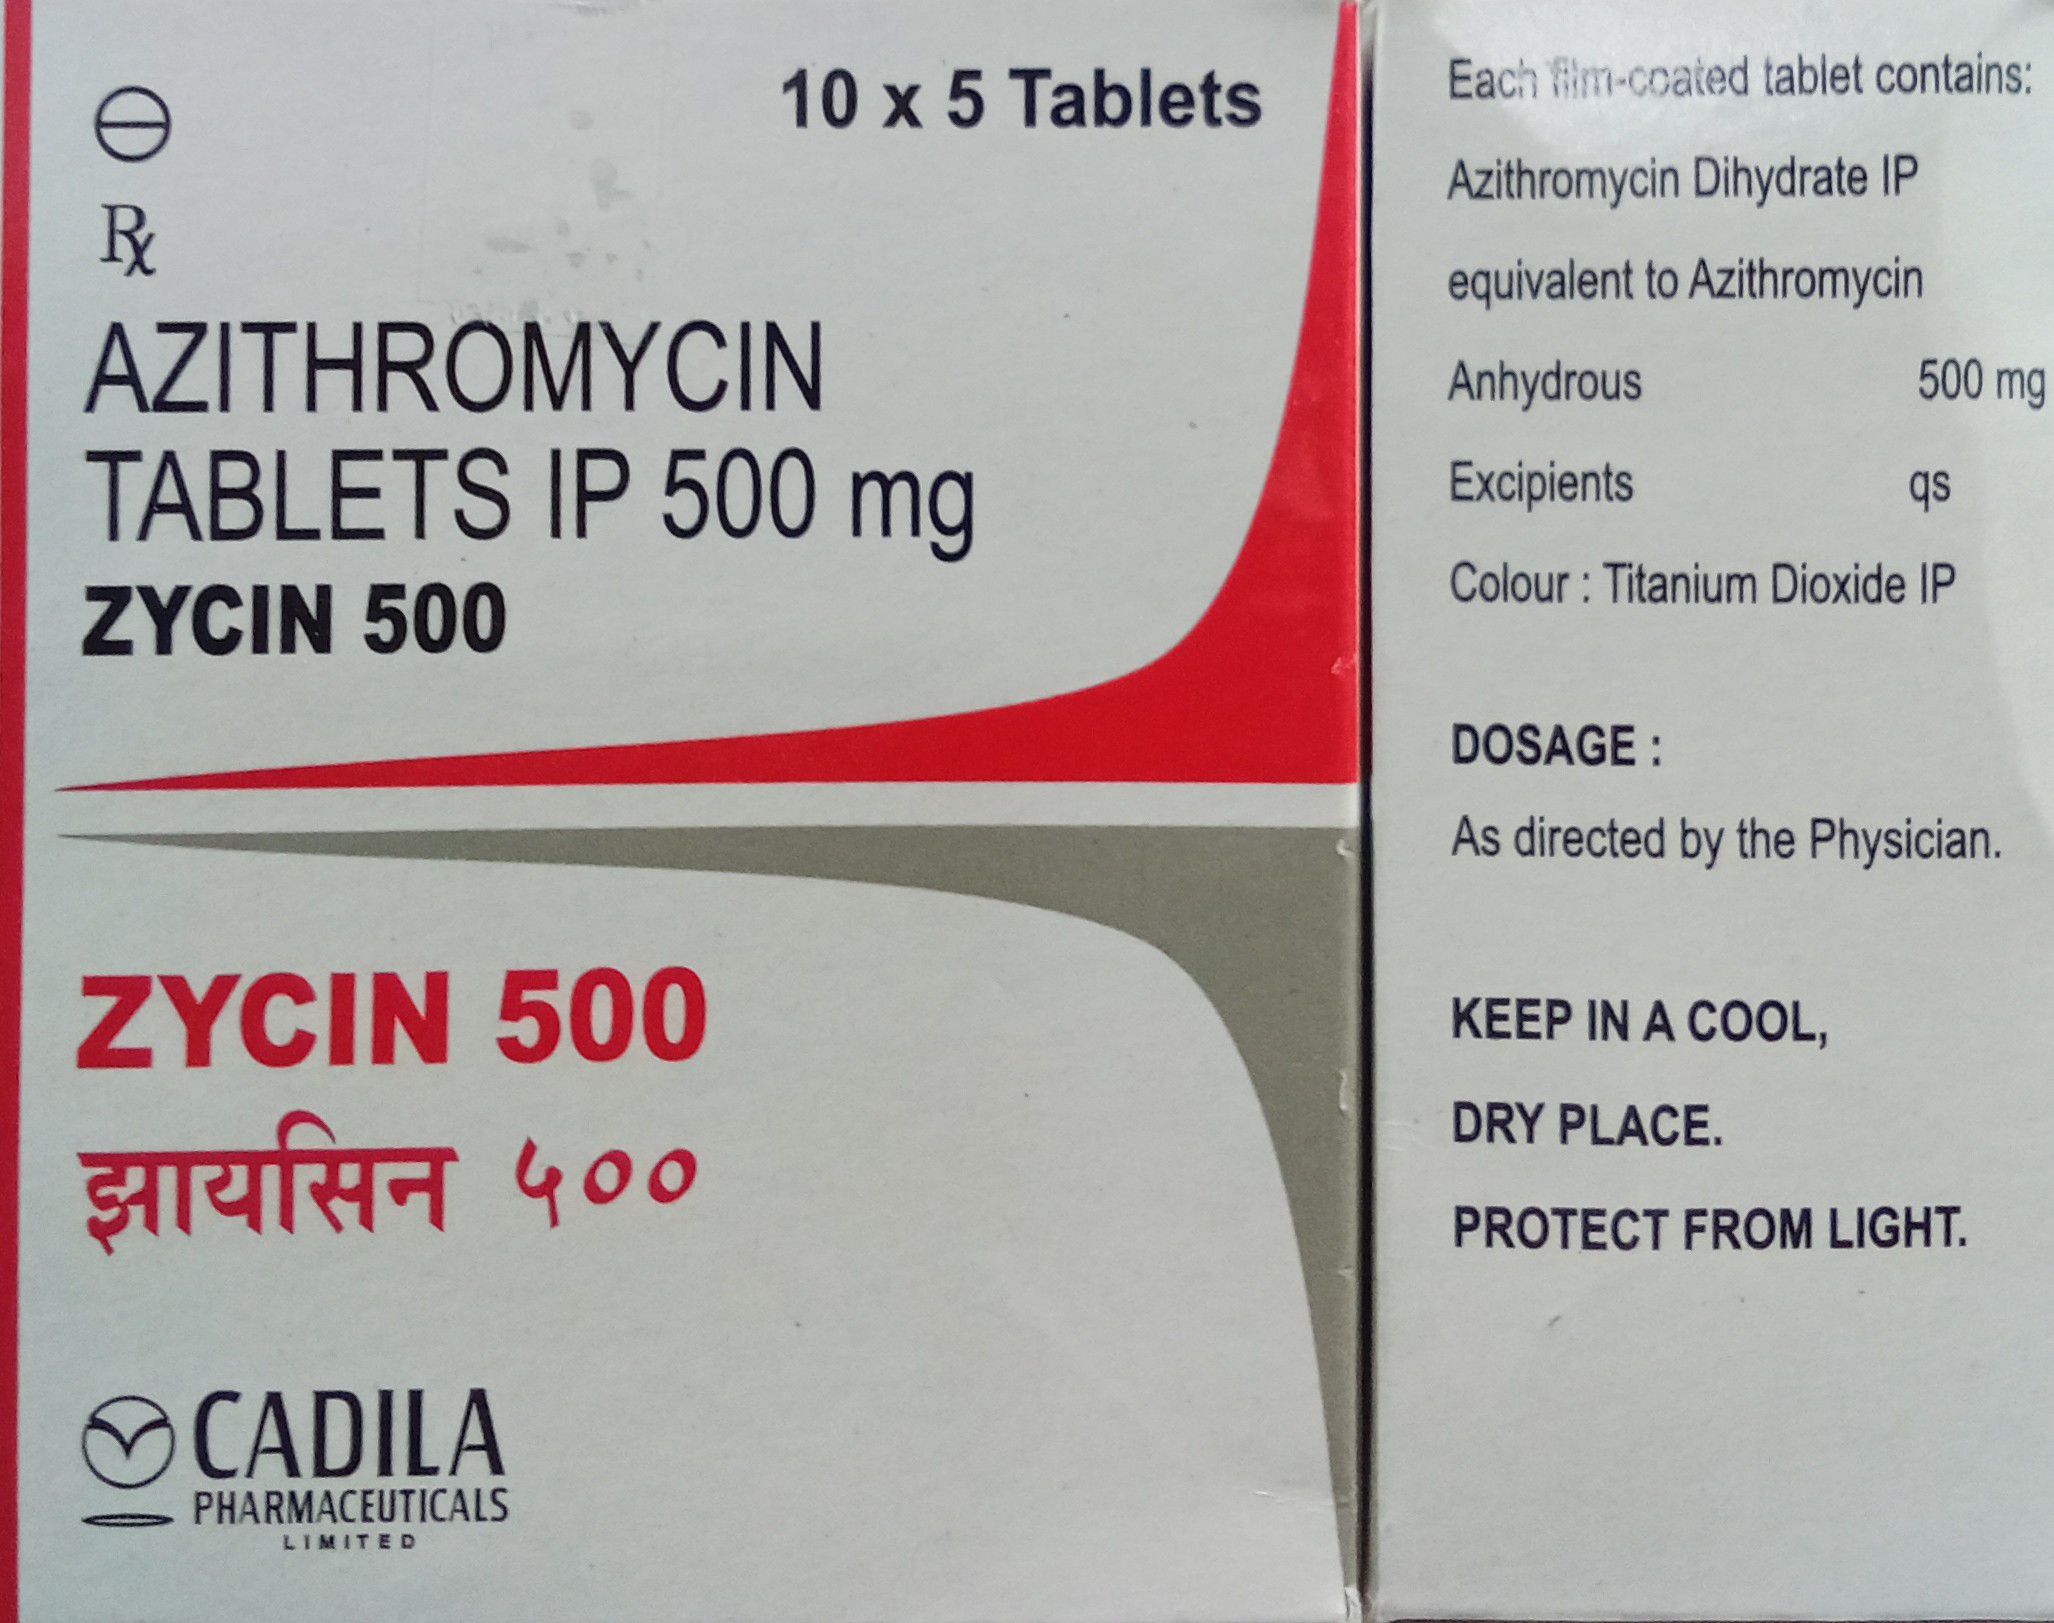 10 x 5 Tablets
Rx
AZITHROMYCIN
TABLETS IP 500 mg
ZYCIN 500
ZYCIN 500
झायसिन ५००
CADILA
PHARMACEUTICALS
LIMITED
Each film-coated tablet contains:
Azithromycin Dihydrate IP
equivalent to Azithromycin
Anhydrous 500 mg
Excipients qs
Colour : Titanium Dioxide IP
DOSAGE :
As directed by the Physician.
KEEP IN A COOL,
DRY PLACE.
PROTECT FROM LIGHT.